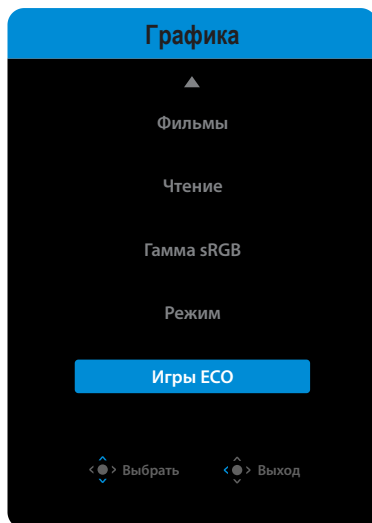 Графика
Фильмы
Чтение
Гамма sRGB
Режим
Игры ECO
Выбрать Выход